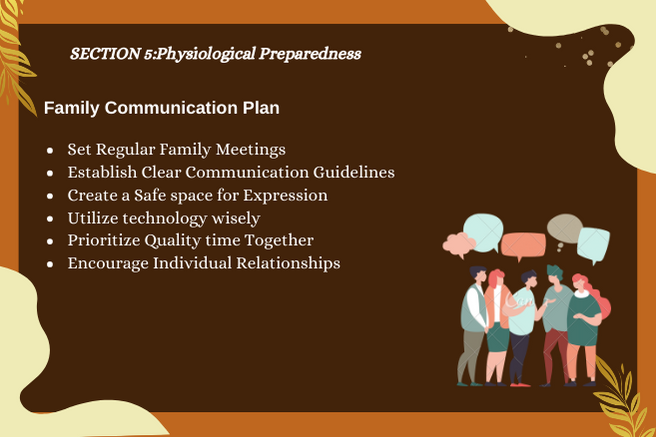 SECTION 5:Physiological Preparedness
Family Communication Plan
• Set Regular Family Meetings
• Establish Clear Communication Guidelines
• Create a Safe space for Expression
• Utilize technology wisely
• Prioritize Quality time Together
• Encourage Individual Relationships